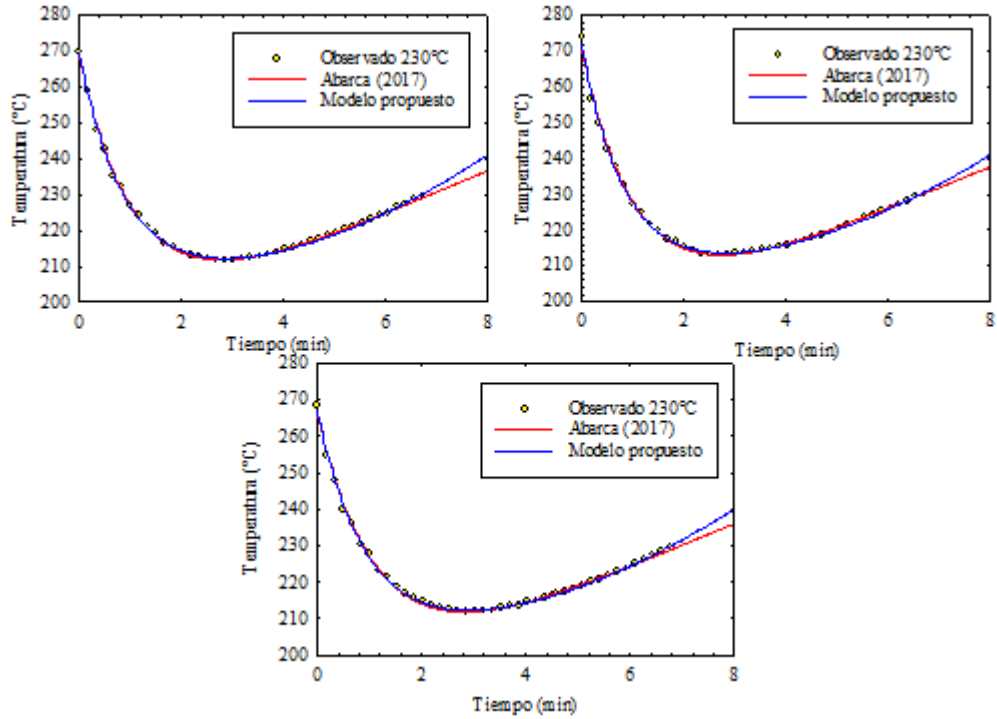 280
270
260
250
240
230
220
210
200
Temperatura (°C)
Observado 230°C
Abarca (2017)
Modelo propuesto
0 2 4 6 8
Tiempo (min)
280
270
260
250
240
230
220
210
200
Temperatura (°C)
Observado 230°C
Abarca (2017)
Modelo propuesto
0 2 4 6 8
Tiempo (min)
280
270
260
250
240
230
220
210
200
Temperatura (°C)
Observado 230°C
Abarca (2017)
Modelo propuesto
0 2 4 6 8
Tiempo (min)